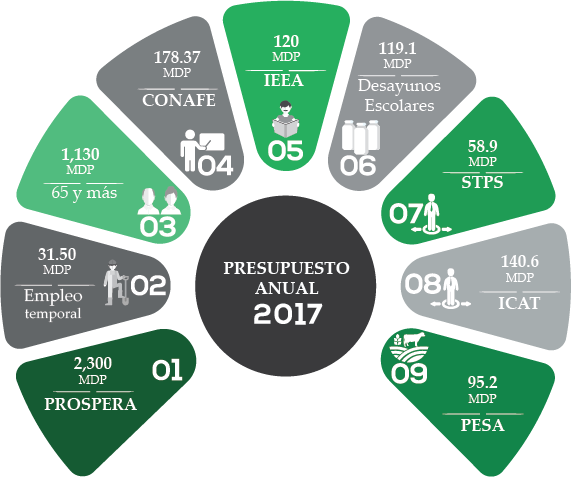 PRESUPUESTO
ANUAL
2017
2,300
MDP
PROSPERA
01
31.50
MDP
Empleo
temporal
02
1,130
MDP
65 y más
03
178.37
MDP
CONAFE
04
120
MDP
IEEA
05
119.1
MDP
Desayunos
Escolares
06
58.9
MDP
STPS
07
140.6
MDP
ICAT
08
95.2
MDP
PESA
09